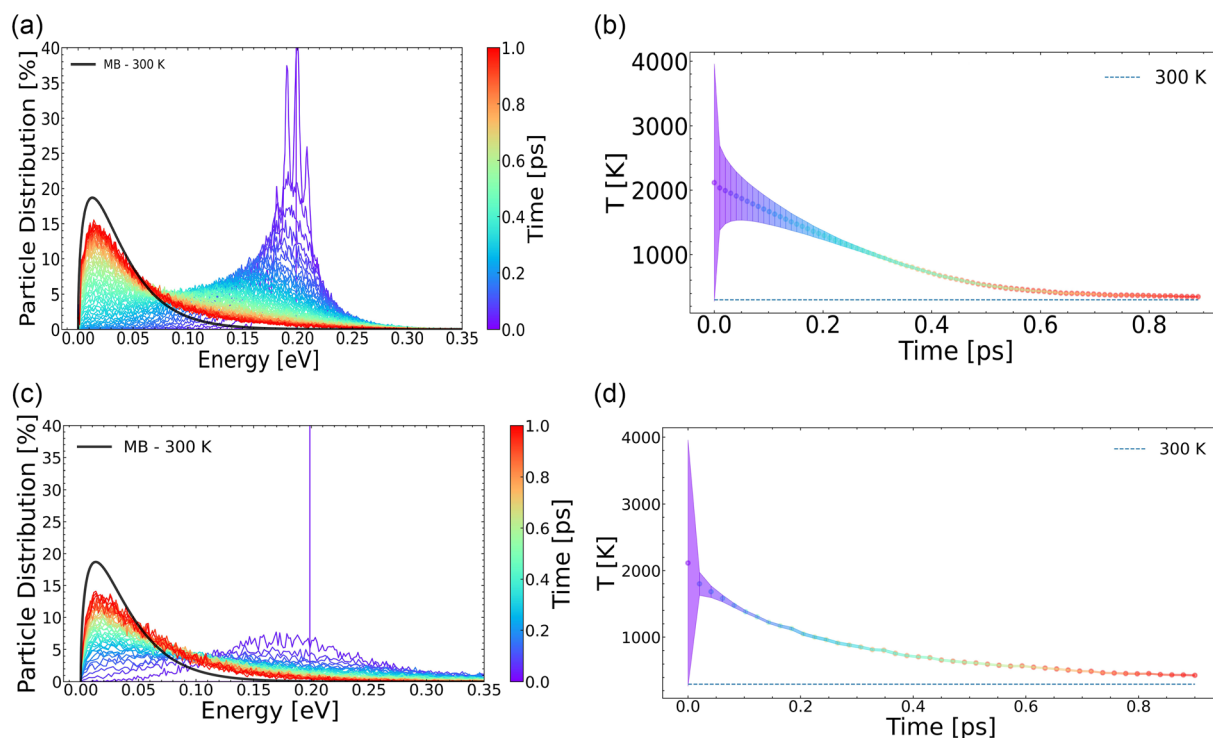 (a)
40
35
30
25
20
15
10
5
0
Particle Distribution [%]
MB - 300 K
0.00 0.05 0.10 0.15 0.20 0.25 0.30 0.35
Energy [eV]
1.0
0.8
0.6
0.4
0.2
0.0
Time [ps]
(b)
4000
3000
2000
1000
T [K]
300 K
0.0 0.2 0.4 0.6 0.8
Time [ps]
(c)
40
35
30
25
20
15
10
5
0
Particle Distribution [%]
MB - 300 K
0.00 0.05 0.10 0.15 0.20 0.25 0.30 0.35
Energy [eV]
1.0
0.8
0.6
0.4
0.2
0.0
Time [ps]
(d)
4000
3000
2000
1000
T [K]
300 K
0.0 0.2 0.4 0.6 0.8
Time [ps]